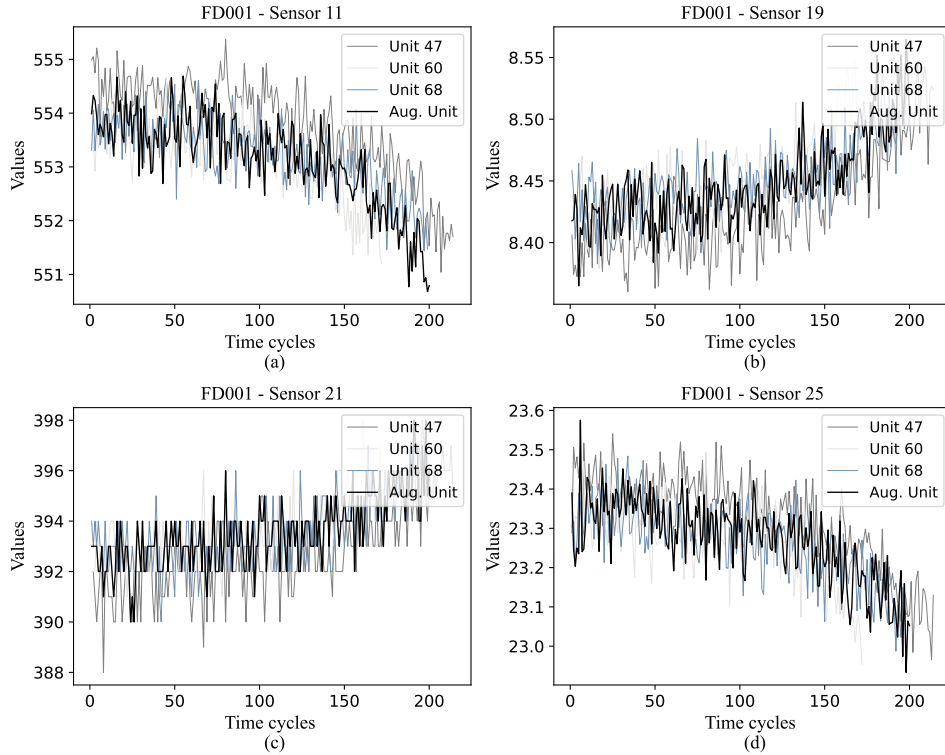 FD001 - Sensor 11
555
554
553
552
551
Values
0 50 100 150 200
Time cycles
(a)
Unit 47
Unit 60
Unit 68
Aug. Unit
FD001 - Sensor 19
8.55
8.50
8.45
8.40
Values
0 50 100 150 200
Time cycles
(b)
Unit 47
Unit 60
Unit 68
Aug. Unit
FD001 - Sensor 21
398
396
394
392
390
388
Values
0 50 100 150 200
Time cycles
(c)
Unit 47
Unit 60
Unit 68
Aug. Unit
FD001 - Sensor 25
23.6
23.5
23.4
23.3
23.2
23.1
23.0
Values
0 50 100 150 200
Time cycles
(d)
Unit 47
Unit 60
Unit 68
Aug. Unit